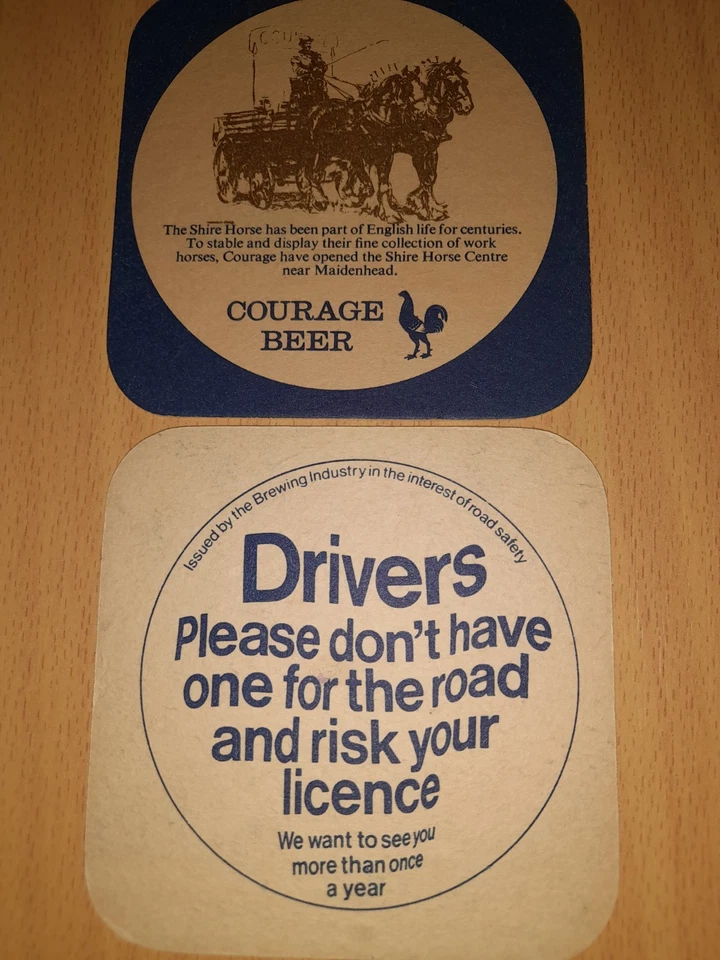 The Shire Horse has been part of English life for centuries.
To stable and display their fine collection of work
horses, Courage have opened the Shire Horse Centre
near Maidenhead.
COURAGE
BEER
Issued by the Brewing Industry in the interest of road safety
Drivers
Please don't have
one for the road
and risk your
licence
We want to see you
more than once
a year